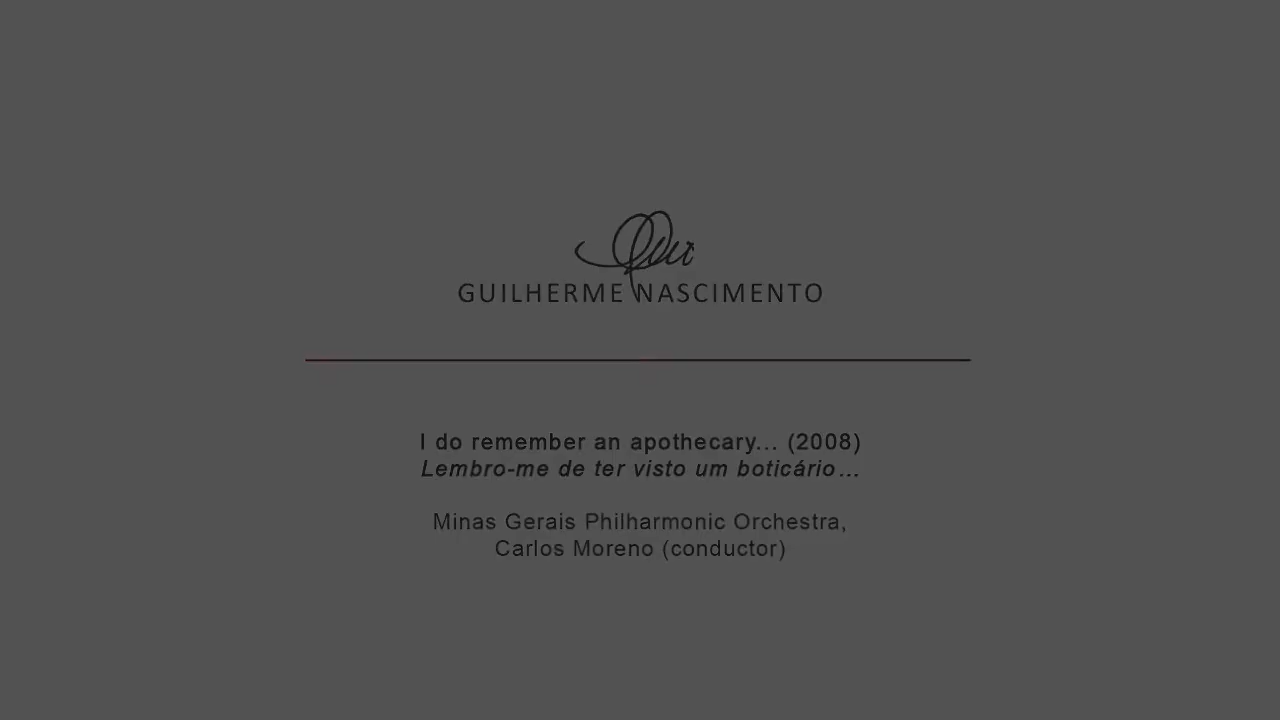 GUILHERME NASCIMENTO
I do remember an apothecary... (2008)
Lembro-me de ter visto um boticário...
Minas Gerais Philharmonic Orchestra,
Carlos Moreno (conductor)